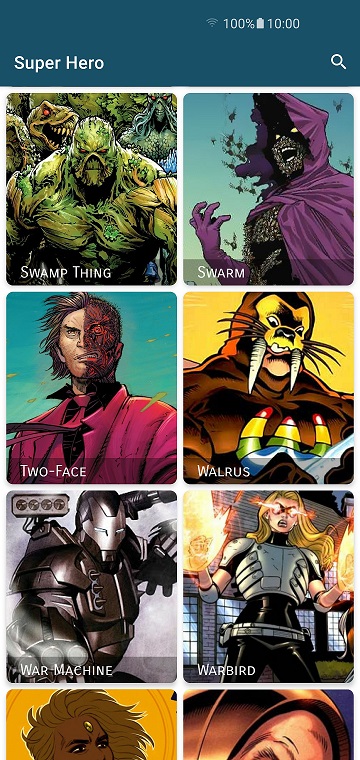 100% 10:00
Super Hero
Swamp Thing
Swarm
Two-Face
Walrus
War Machine
Warbird